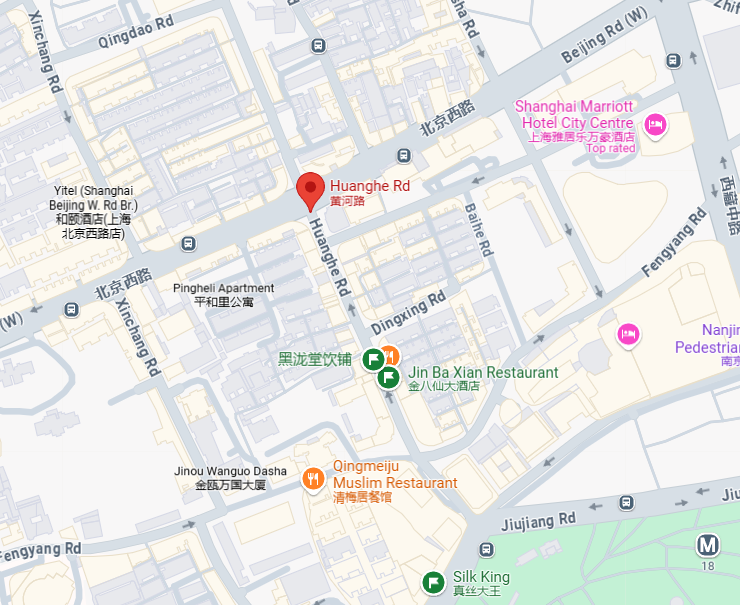 Qingdao Rd
Xinchang Rd
sha Rd
Beijing Rd (W)
Zhif
北京西路
Shanghai Marriott
Hotel City Centre
上海雅居乐万豪酒店
Top rated
Huanghe Rd
黄河路
Yitel (Shanghai
Beijing W. Rd Br.)
和颐酒店(上海
北京西路店)
西藏中路
Baihe Rd
Fengyang Rd
Huanghe Rd
北京西路
Pingheli Apartment
平和里公寓
(W)
Xinchang Rd
Dingxing Rd
Nanjin
Pedestrian
南京
黑泷堂饮铺
Jin Ba Xian Restaurant
金八仙大酒店
Jinou Wanguo Dasha
金瓯万国大厦
Qingmeiju
Muslim Restaurant
清梅居餐馆
Jiujiang Rd
Jiu
Fengyang Rd
M
18
Silk King
真丝大王